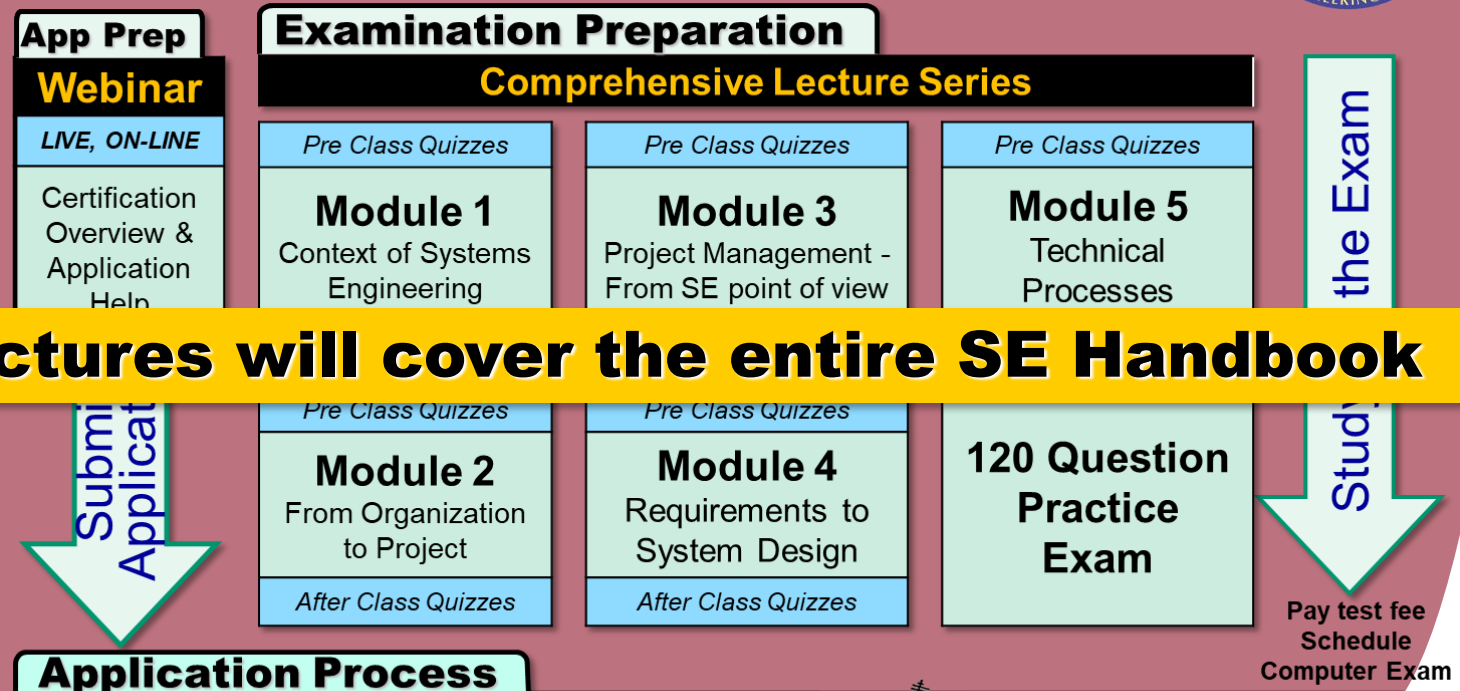 App Prep
Webinar
LIVE, ON-LINE
Certification
Overview &
Application
Help
Submi
Applicat
Examination Preparation
Comprehensive Lecture Series
Pre Class Quizzes
Module 1
Context of Systems
Engineering
Pre Class Quizzes
Module 3
Project Management -
From SE point of view
Pre Class Quizzes
Module 5
Technical
Processes
ctures will cover the entire SE Handbook
Pre Class Quizzes
Module 2
From Organization
to Project
After Class Quizzes
Pre Class Quizzes
Module 4
Requirements to
System Design
After Class Quizzes
120 Question
Practice
Exam
Study the Exam
Pay test fee
Schedule
Computer Exam
Application Process